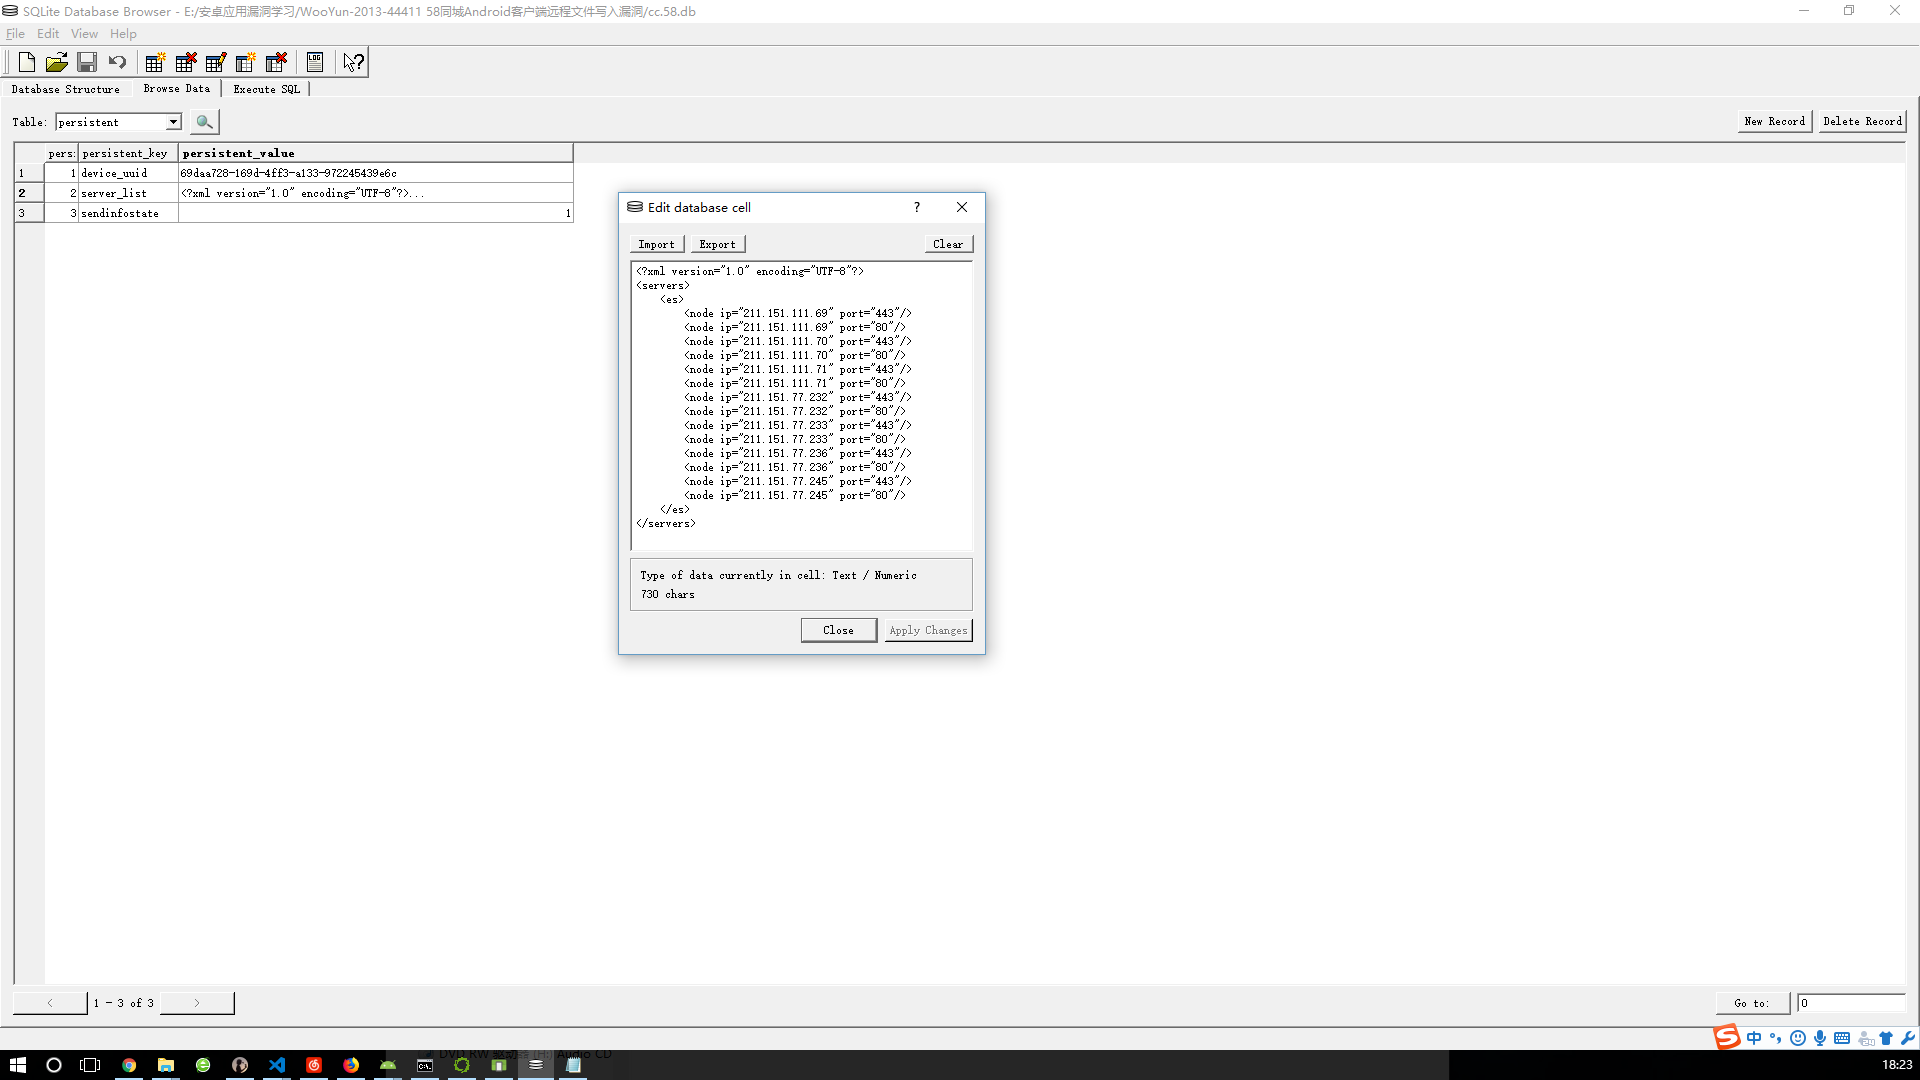 SQLite Database Browser - E:/安卓应用漏洞学习/WooYun-2013-44411 58同城Android客户端远程文件写入漏洞/cc.58.db
File Edit View Help
LOG
Database Structure Browse Data Execute SQL
Table: persistent New Record Delete Record
pers: persistent_key persistent_value
1 1 device_uuid 69daa728-169d-4ff3-a133-972245439e6c
2 2 server_list <?xml version="1.0" encoding="UTF-8"?>...
3 3 sendinfostate 1
Edit database cell ?
Import Export Clear
<?xml version="1.0" encoding="UTF-8"?>
<servers>
<es>
<node ip="211.151.111.69" port="443"/>
<node ip="211.151.111.69" port="80"/>
<node ip="211.151.111.70" port="443"/>
<node ip="211.151.111.70" port="80"/>
<node ip="211.151.111.71" port="443"/>
<node ip="211.151.111.71" port="80"/>
<node ip="211.151.77.232" port="443"/>
<node ip="211.151.77.232" port="80"/>
<node ip="211.151.77.233" port="443"/>
<node ip="211.151.77.233" port="80"/>
<node ip="211.151.77.236" port="443"/>
<node ip="211.151.77.236" port="80"/>
<node ip="211.151.77.245" port="443"/>
<node ip="211.151.77.245" port="80"/>
</es>
</servers>
Type of data currently in cell: Text / Numeric
730 chars
Close Apply Changes
< 1 - 3 of 3 > Go to: 0
S 中
DVD RW 驱动器 (H:) Audio CD
18:23